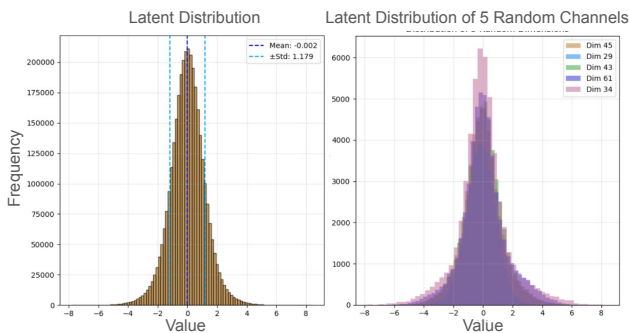 Latent Distribution
Latent Distribution of 5 Random Channels
Mean: -0.002
±Std: 1.179
Dim 45
Dim 29
Dim 43
Dim 61
Dim 34
Frequency
200000
175000
150000
125000
100000
75000
50000
25000
0
−8 −6 −4 −2 0 2 4 6 8
Value
6000
5000
4000
3000
2000
1000
0
−8 −6 −4 −2 0 2 4 6 8
Value